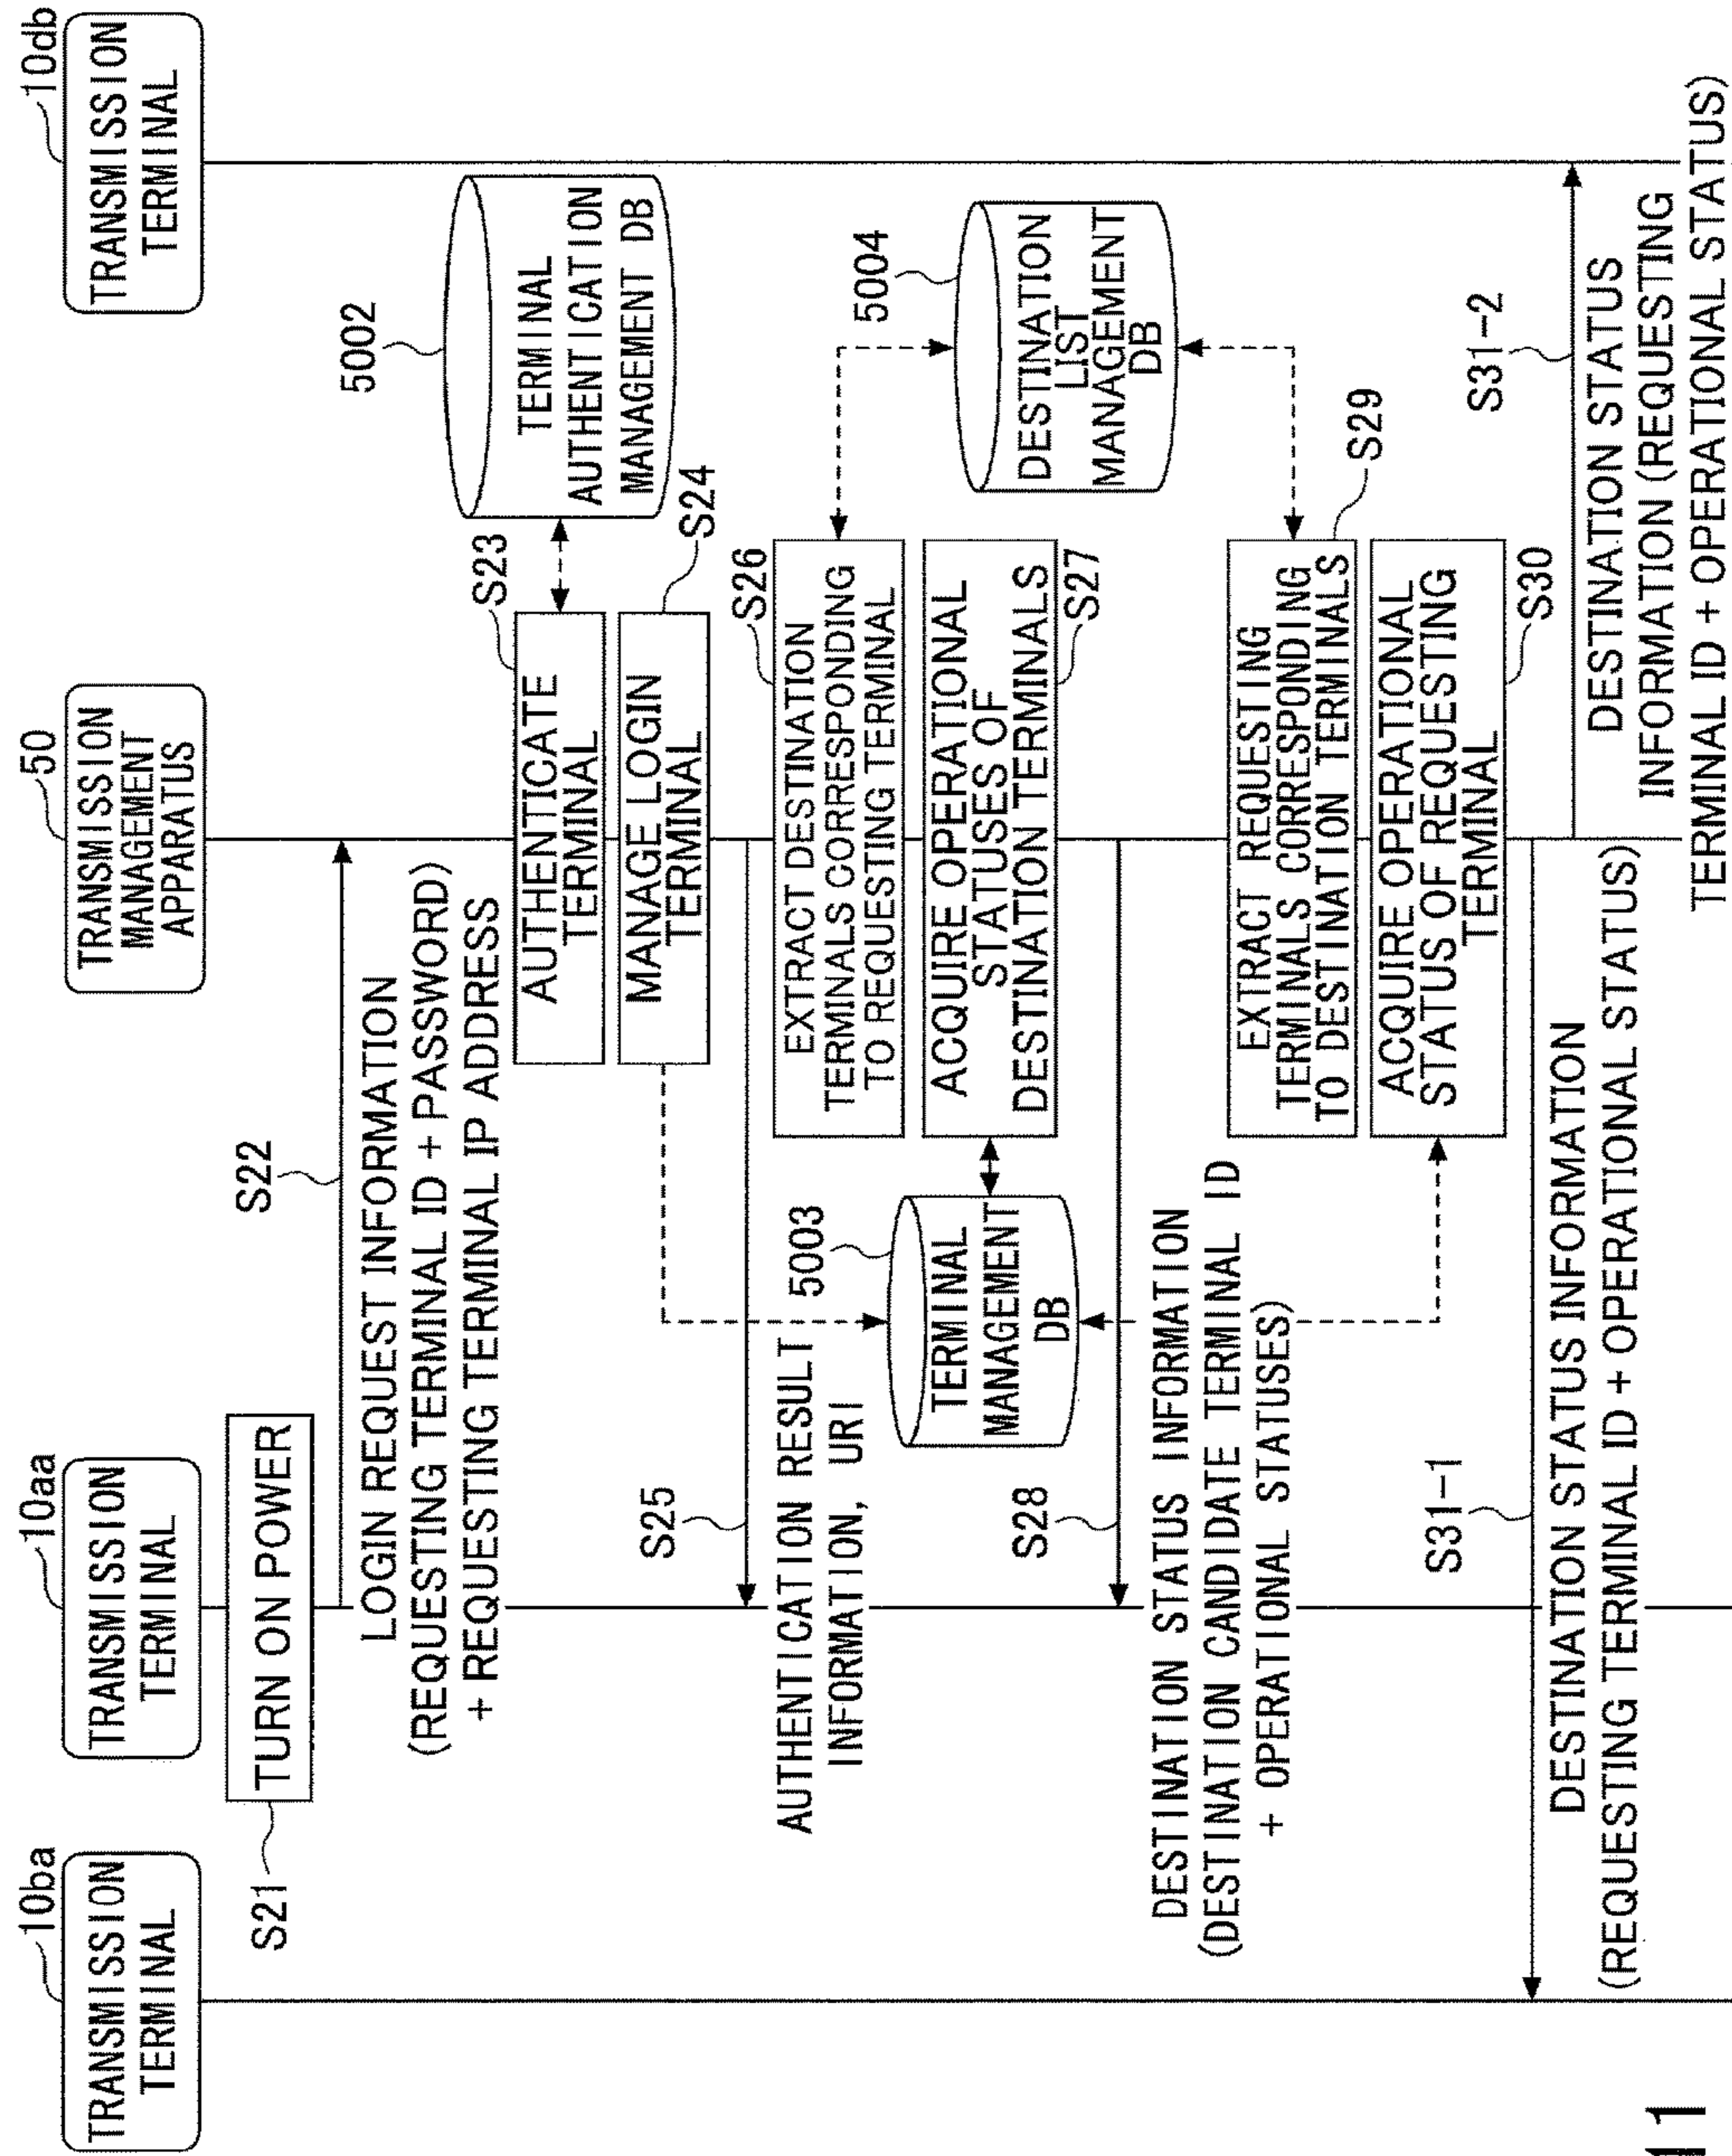 10ba
TRANSMISSION
TERMINAL
10aa
TRANSMISSION
TERMINAL
50
TRANSMISSION
MANAGEMENT
APPARATUS
10db
TRANSMISSION
TERMINAL
S21
TURN ON POWER
S22
LOGIN REQUEST INFORMATION
(REQUESTING TERMINAL ID + PASSWORD)
+ REQUESTING TERMINAL IP ADDRESS
S23
AUTHENTICATE
TERMINAL
5002
TERMINAL
AUTHENTICATION
MANAGEMENT DB
MANAGE LOGIN
TERMINAL
S24
S25
AUTHENTICATION RESULT
INFORMATION, URI
S26
EXTRACT DESTINATION
TERMINALS CORRESPONDING
TO REQUESTING TERMINAL
5003
TERMINAL
MANAGEMENT
DB
ACQUIRE OPERATIONAL
STATUSES OF
DESTINATION TERMINALS
S27
5004
DESTINATION
LIST
MANAGEMENT
DB
S28
DESTINATION STATUS INFORMATION
(DESTINATION CANDIDATE TERMINAL ID
+ OPERATIONAL STATUSES)
EXTRACT REQUESTING
TERMINALS CORRESPONDING
TO DESTINATION TERMINALS
S29
ACQUIRE OPERATIONAL
STATUS OF REQUESTING
TERMINAL
S30
S31-1
DESTINATION STATUS INFORMATION
(REQUESTING TERMINAL ID + OPERATIONAL STATUS)
S31-2
DESTINATION STATUS
INFORMATION (REQUESTING
TERMINAL ID + OPERATIONAL STATUS)
11